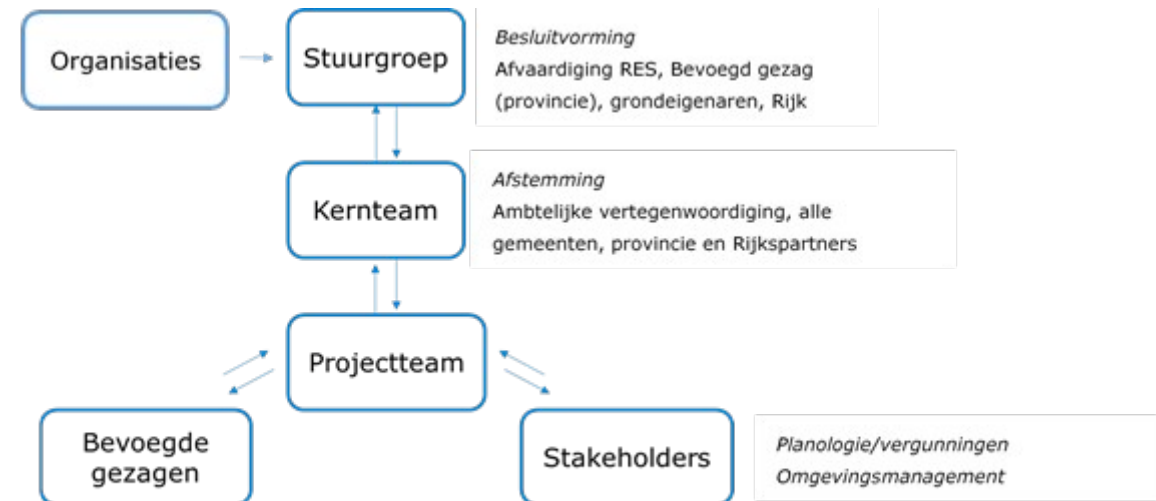 Organisaties
Stuurgroep
Besluitvorming
Afvaardiging RES, Bevoegd gezag
(provincie), grondeigenaren, Rijk
Kernteam
Afstemming
Ambtelijke vertegenwoordiging, alle
gemeenten, provincie en Rijkspartners
Projectteam
Bevoegde
gezagen
Stakeholders
Planologie/vergunningen
Omgevingsmanagement